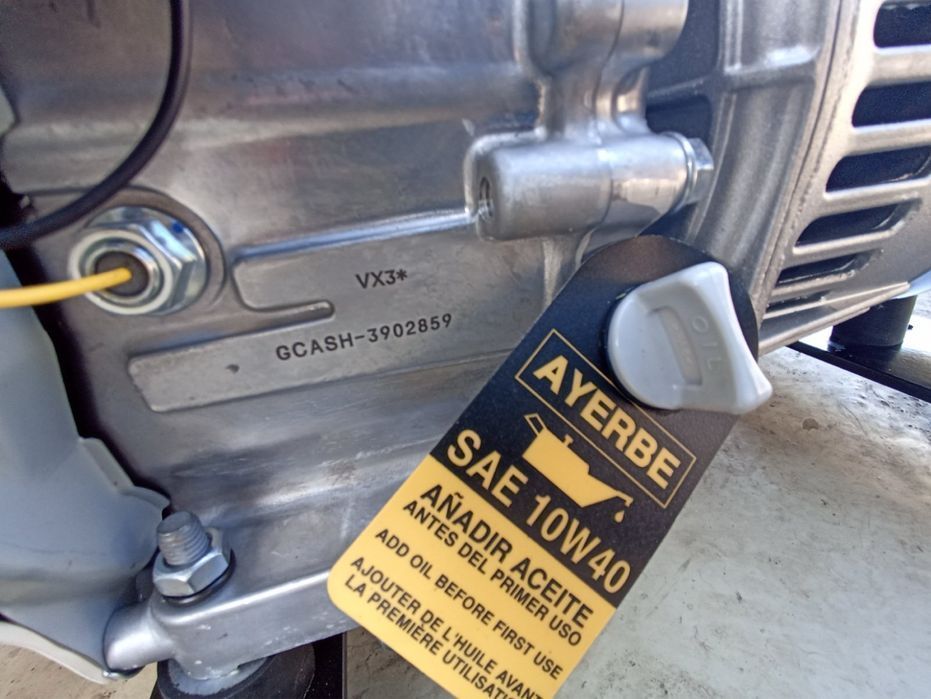 VX3*
GCASH-3902859
OIL
AYERBE
SAE 10W40
AÑADIR ACEITE
ANTES DEL PRIMER USO
ADD OIL BEFORE FIRST USE
AJOUTER DE L'HUILE AVANT
LA PREMIÈRE UTILISATI